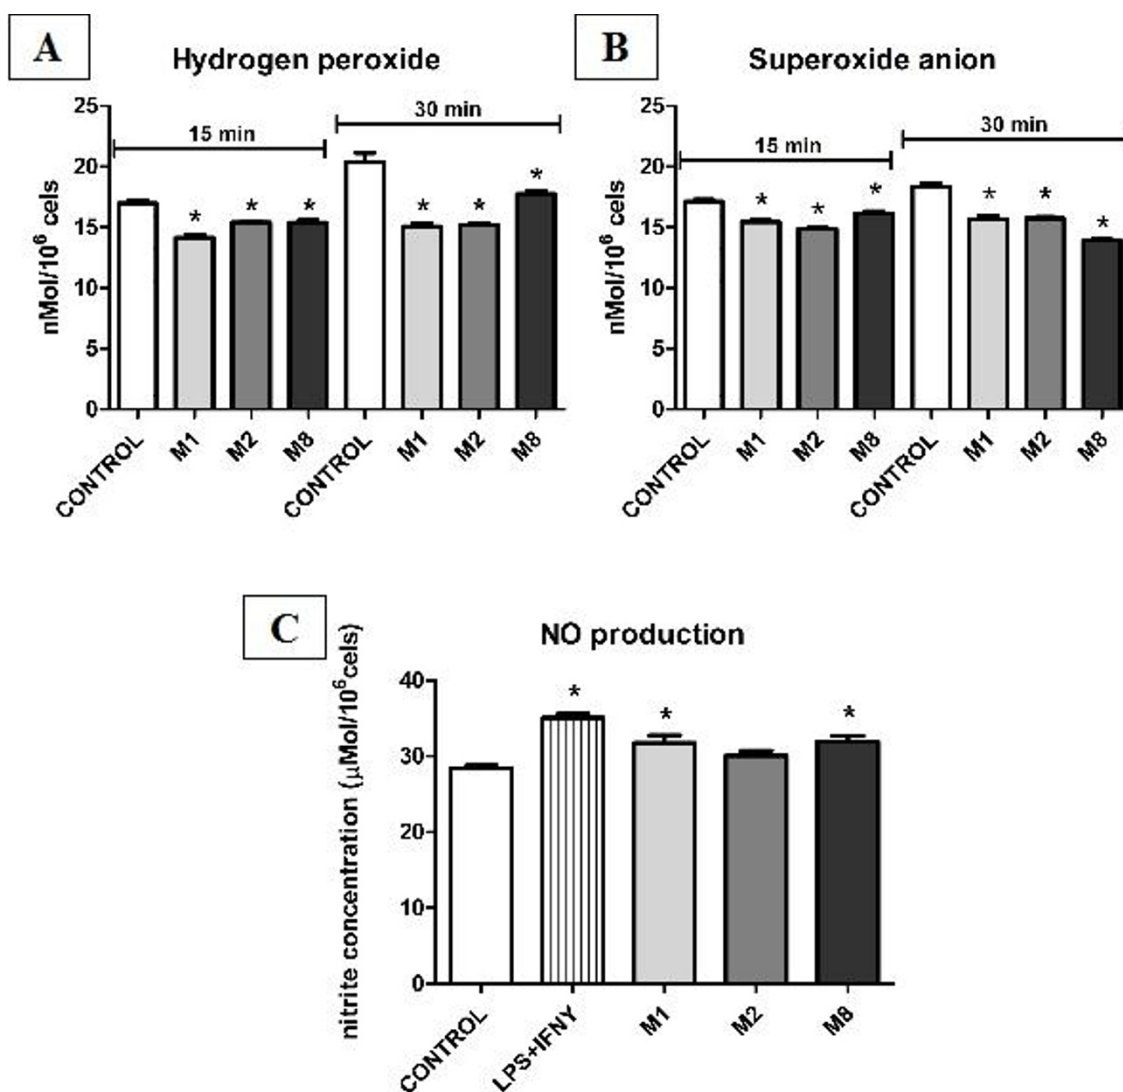 A
Hydrogen peroxide
nMol/10⁶ cels
25
20
15
10
5
0
15 min
30 min
*
*
*
*
*
*
CONTROL
M1
M2
M8
CONTROL
M1
M2
M8
B
Superoxide anion
nMol/10⁶ cels
25
20
15
10
5
0
15 min
30 min
*
*
*
*
*
*
CONTROL
M1
M2
M8
CONTROL
M1
M2
M8
C
NO production
nitrite concentration (µMol/10⁶cels)
40
30
20
10
0
*
*
*
CONTROL
LPS+IFNY
M1
M2
M8